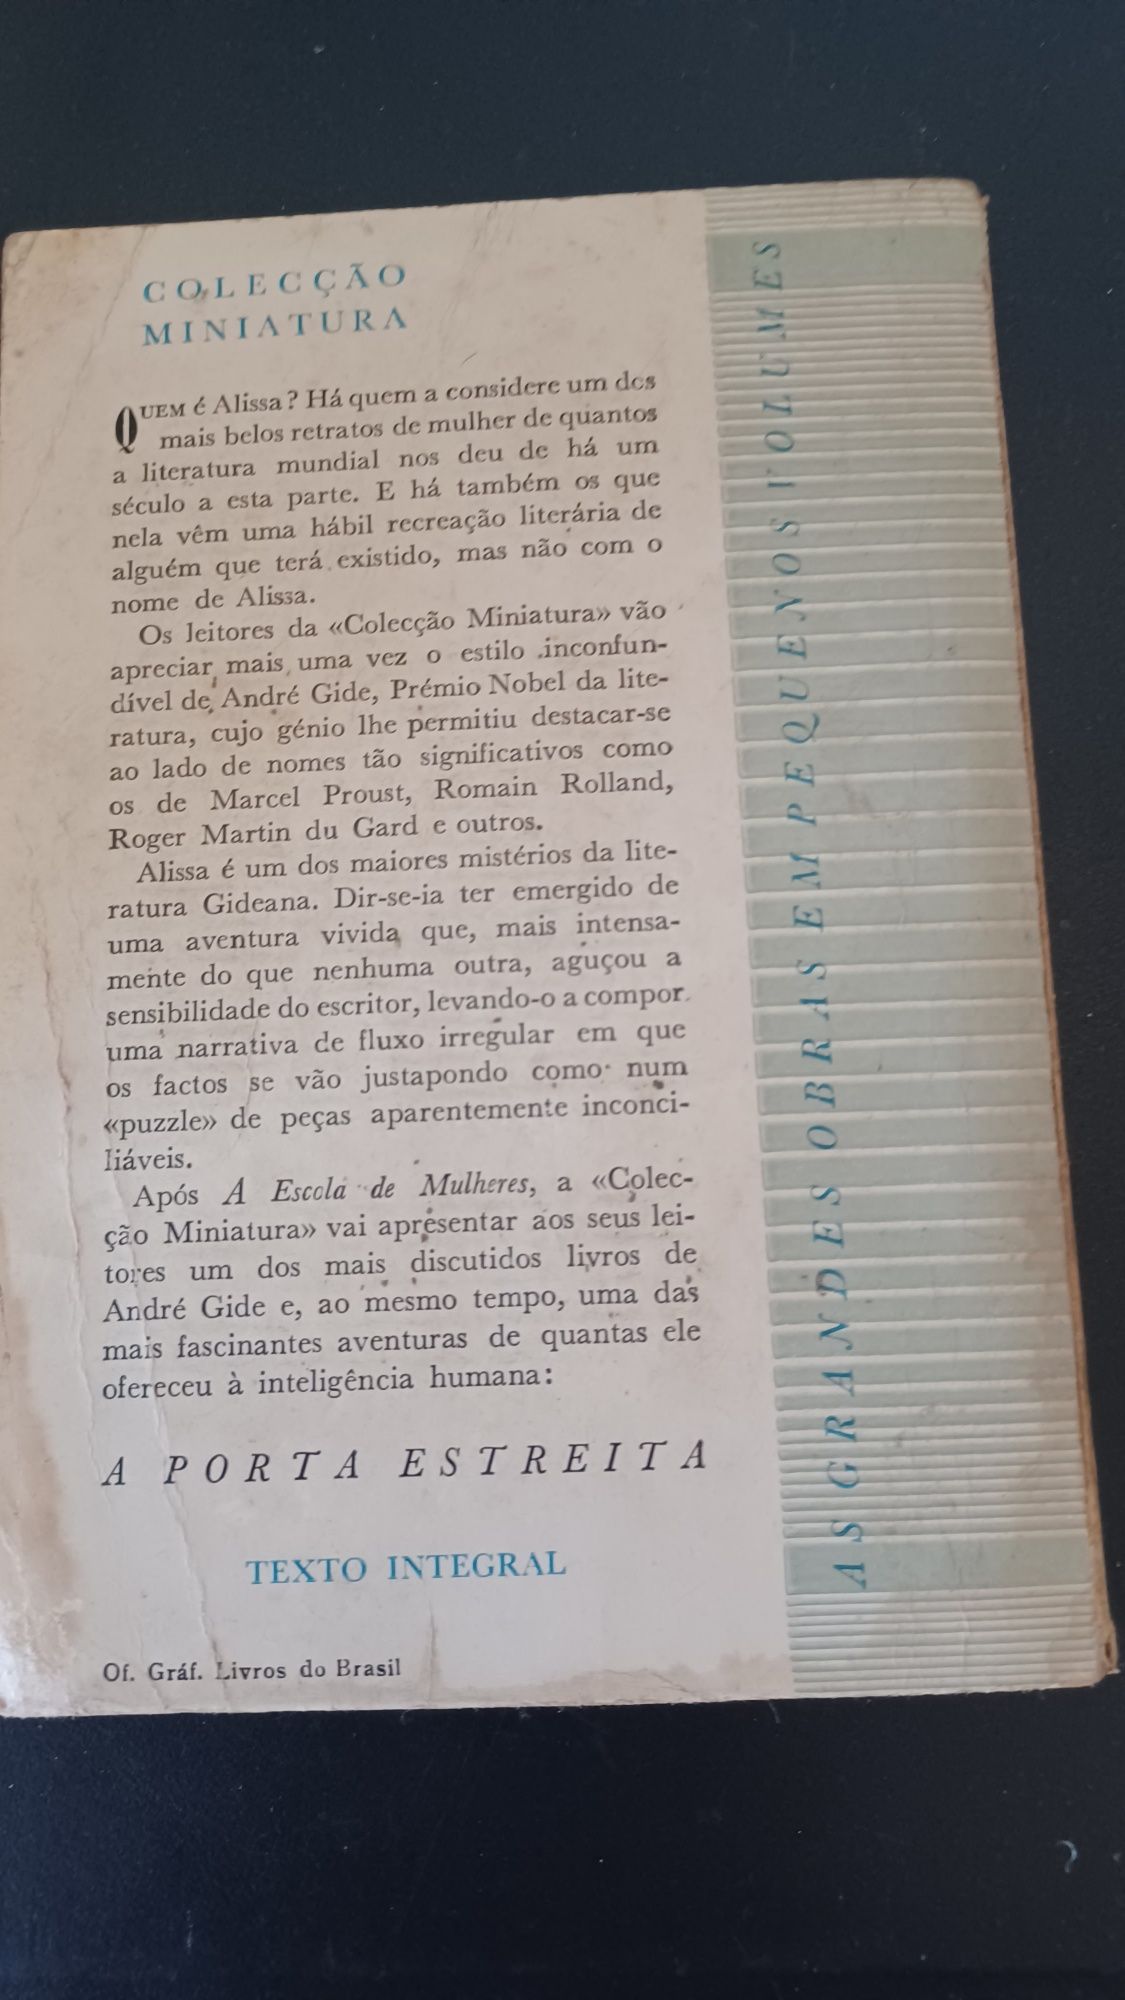 COLECÇÃO
MINIATURA
QUEM é Alissa? Há quem a considere um dos
mais belos retratos de mulher de quantos
a literatura mundial nos deu de há um
século a esta parte. E há também os que
nela vêm uma hábil recreação literária de
alguém que terá existido, mas não com o
nome de Alissa.
Os leitores da «Colecção Miniatura» vão
apreciar mais uma vez o estilo inconfun-
dível de André Gide, Prémio Nobel da lite-
ratura, cujo génio lhe permitiu destacar-se
ao lado de nomes tão significativos como
os de Marcel Proust, Romain Rolland,
Roger Martin du Gard e outros.
Alissa é um dos maiores mistérios da lite-
ratura Gideana. Dir-se-ia ter emergido de
uma aventura vivida que, mais intensa-
mente do que nenhuma outra, aguçou a
sensibilidade do escritor, levando-o a compor
uma narrativa de fluxo irregular em que
os factos se vão justapondo como num
«puzzle» de peças aparentemente inconci-
liáveis.
Após A Escola de Mulheres, a «Colec-
ção Miniatura» vai apresentar aos seus lei-
tores um dos mais discutidos livros de
André Gide e, ao mesmo tempo, uma das
mais fascinantes aventuras de quantas ele
ofereceu à inteligência humana:
A PORTA ESTREITA
TEXTO INTEGRAL
Of. Gráf. Livros do Brasil
AS GRANDES OBRAS EM PEQUENOS VOLUMES